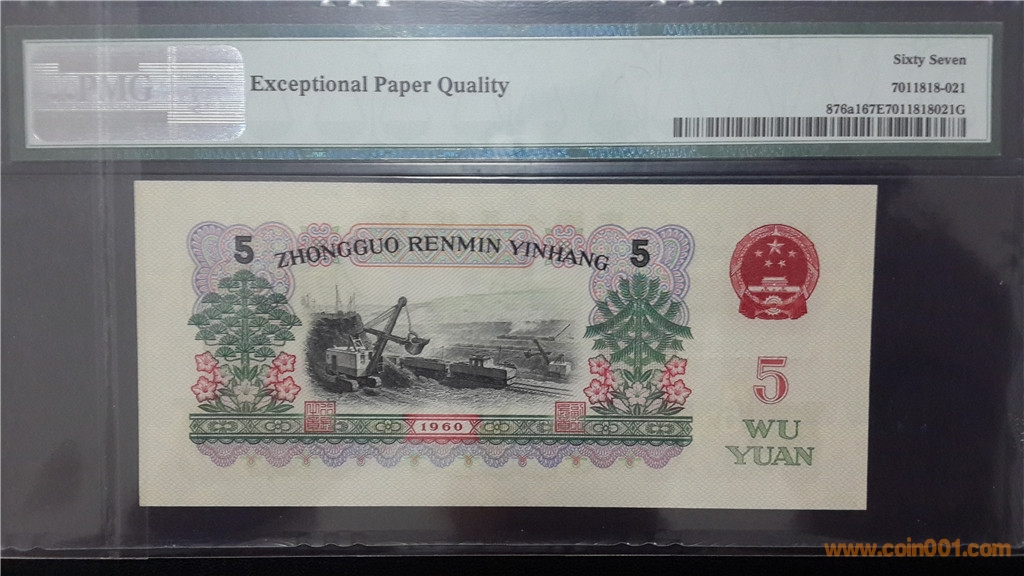 PMG
Exceptional Paper Quality
Sixty Seven
7011818-021
876a167E7011818021G
5 ZHONGGUO RENMIN YINHANG 5
1960
5
WU
YUAN
www.coin001.com